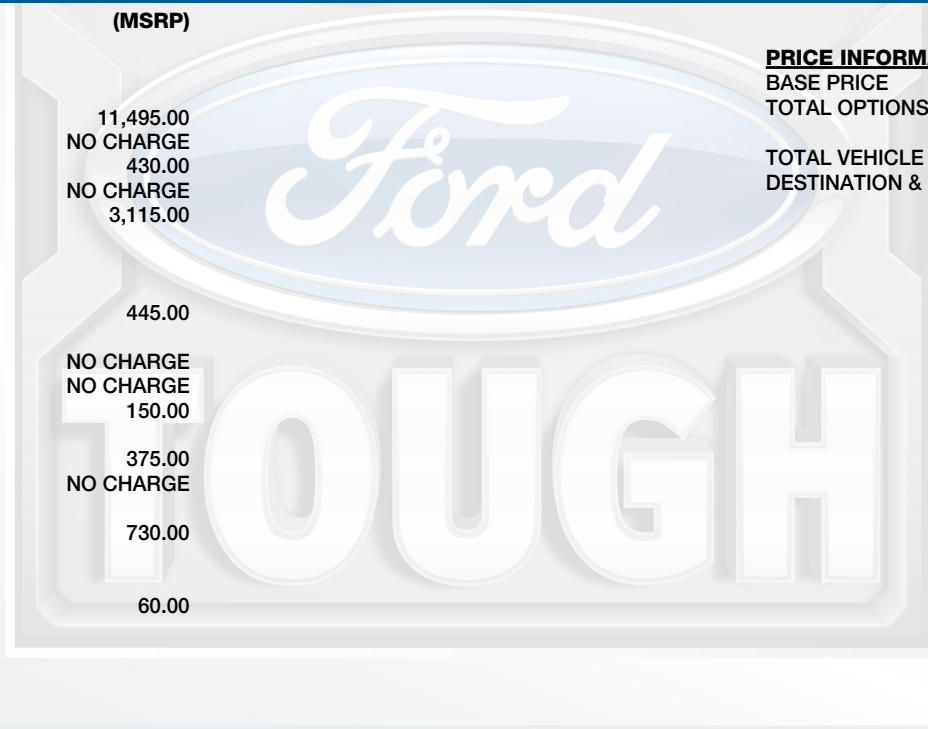 (MSRP)
11,495.00
NO CHARGE
430.00
NO CHARGE
3,115.00
445.00
NO CHARGE
NO CHARGE
150.00
375.00
NO CHARGE
730.00
60.00
PRICE INFORMA
BASE PRICE
TOTAL OPTIONS
TOTAL VEHICLE
DESTINATION &
Ford
TOUGH